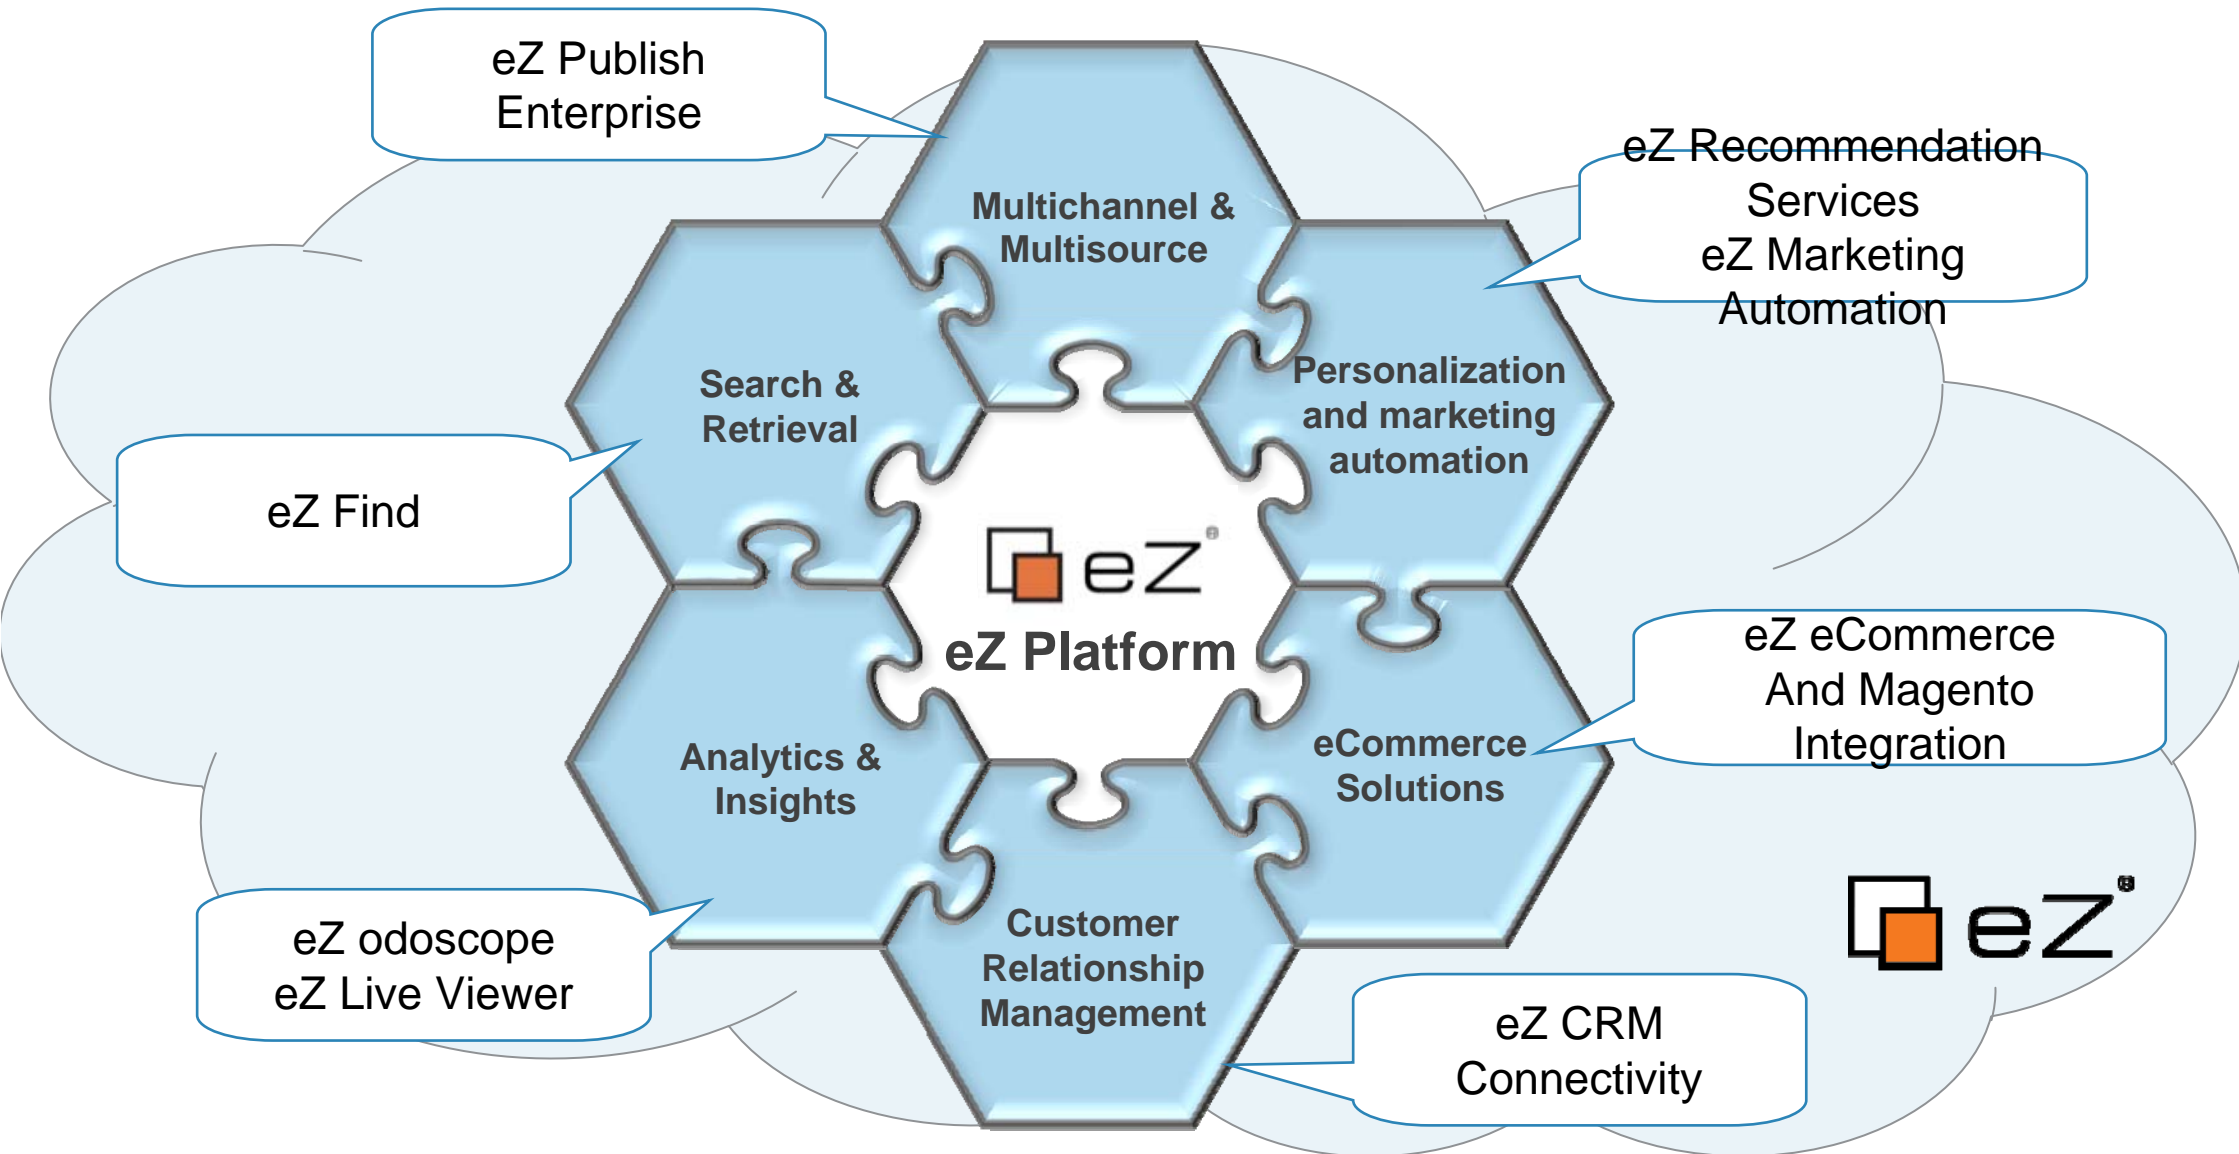 eZ Publish
Enterprise
eZ Recommendation
Services
eZ Marketing
Automation
Multichannel &
Multisource
Search &
Retrieval
Personalization
and marketing
automation
eZ Find
eZ®
eZ Platform
eZ eCommerce
And Magento
Integration
Analytics &
Insights
eCommerce
Solutions
eZ odoscope
eZ Live Viewer
Customer
Relationship
Management
eZ®
eZ CRM
Connectivity